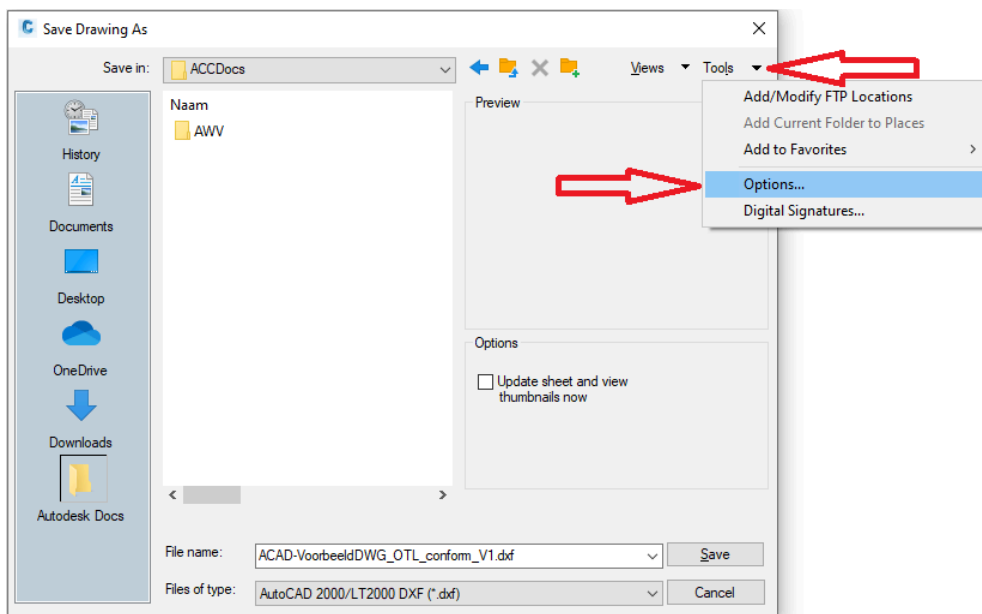 Save Drawing As
Save in:
ACCDocs
Views
Tools
Add/Modify FTP Locations
Add Current Folder to Places
Add to Favorites
Options...
Digital Signatures...
History
Documents
Desktop
OneDrive
Downloads
Autodesk Docs
Naam
AWV
Preview
Options
Update sheet and view
thumbnails now
File name:
ACAD-VoorbeeldDWG_OTL_conform_V1.dxf
Save
Files of type:
AutoCAD 2000/LT2000 DXF (*.dxf)
Cancel